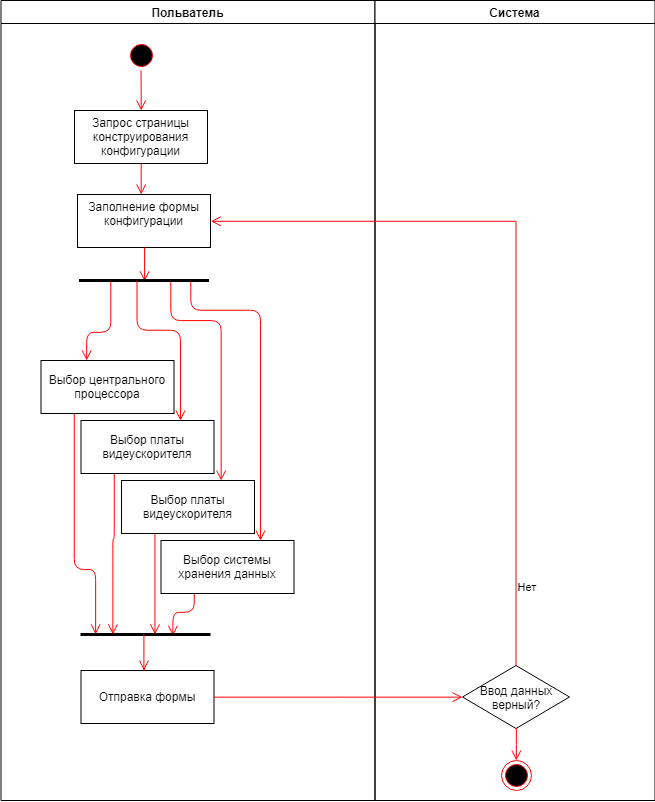 Польватель
Система
Запрос страницы
конструирования
конфигурации
Заполнение формы
конфигурации
Выбор центрального
процессора
Выбор платы
видеускорителя
Выбор платы
видеускорителя
Выбор системы
хранения данных
Нет
Отправка формы
Ввод данных
верный?